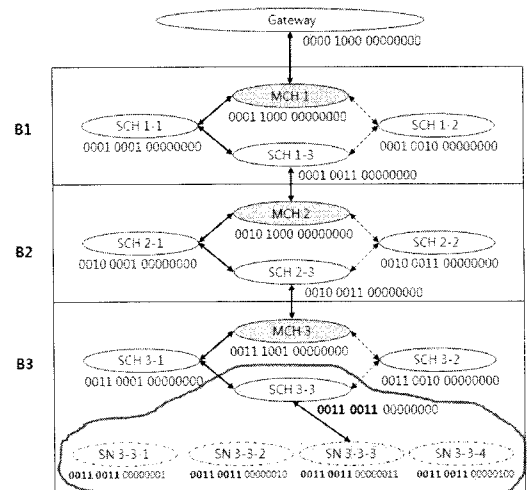 Gateway
0000 1000 00000000
B1
MCH 1
0001 1000 00000000
SCH 1-1
0001 0001 00000000
SCH 1-2
0001 0010 00000000
SCH 1-3
0001 0011 00000000
B2
MCH 2
0010 1000 00000000
SCH 2-1
0010 0001 00000000
SCH 2-2
0010 0011 00000000
SCH 2-3
0010 0011 00000000
B3
MCH 3
0011 1001 00000000
SCH 3-1
0011 0001 00000000
SCH 3-2
0011 0010 00000000
SCH 3-3
0011 0011 00000000
SN 3-3-1
0011 0011 00000001
SN 3-3-2
0011 0011 00000010
SN 3-3-3
0011 0011 00000011
SN 3-3-4
0011 0011 00000100